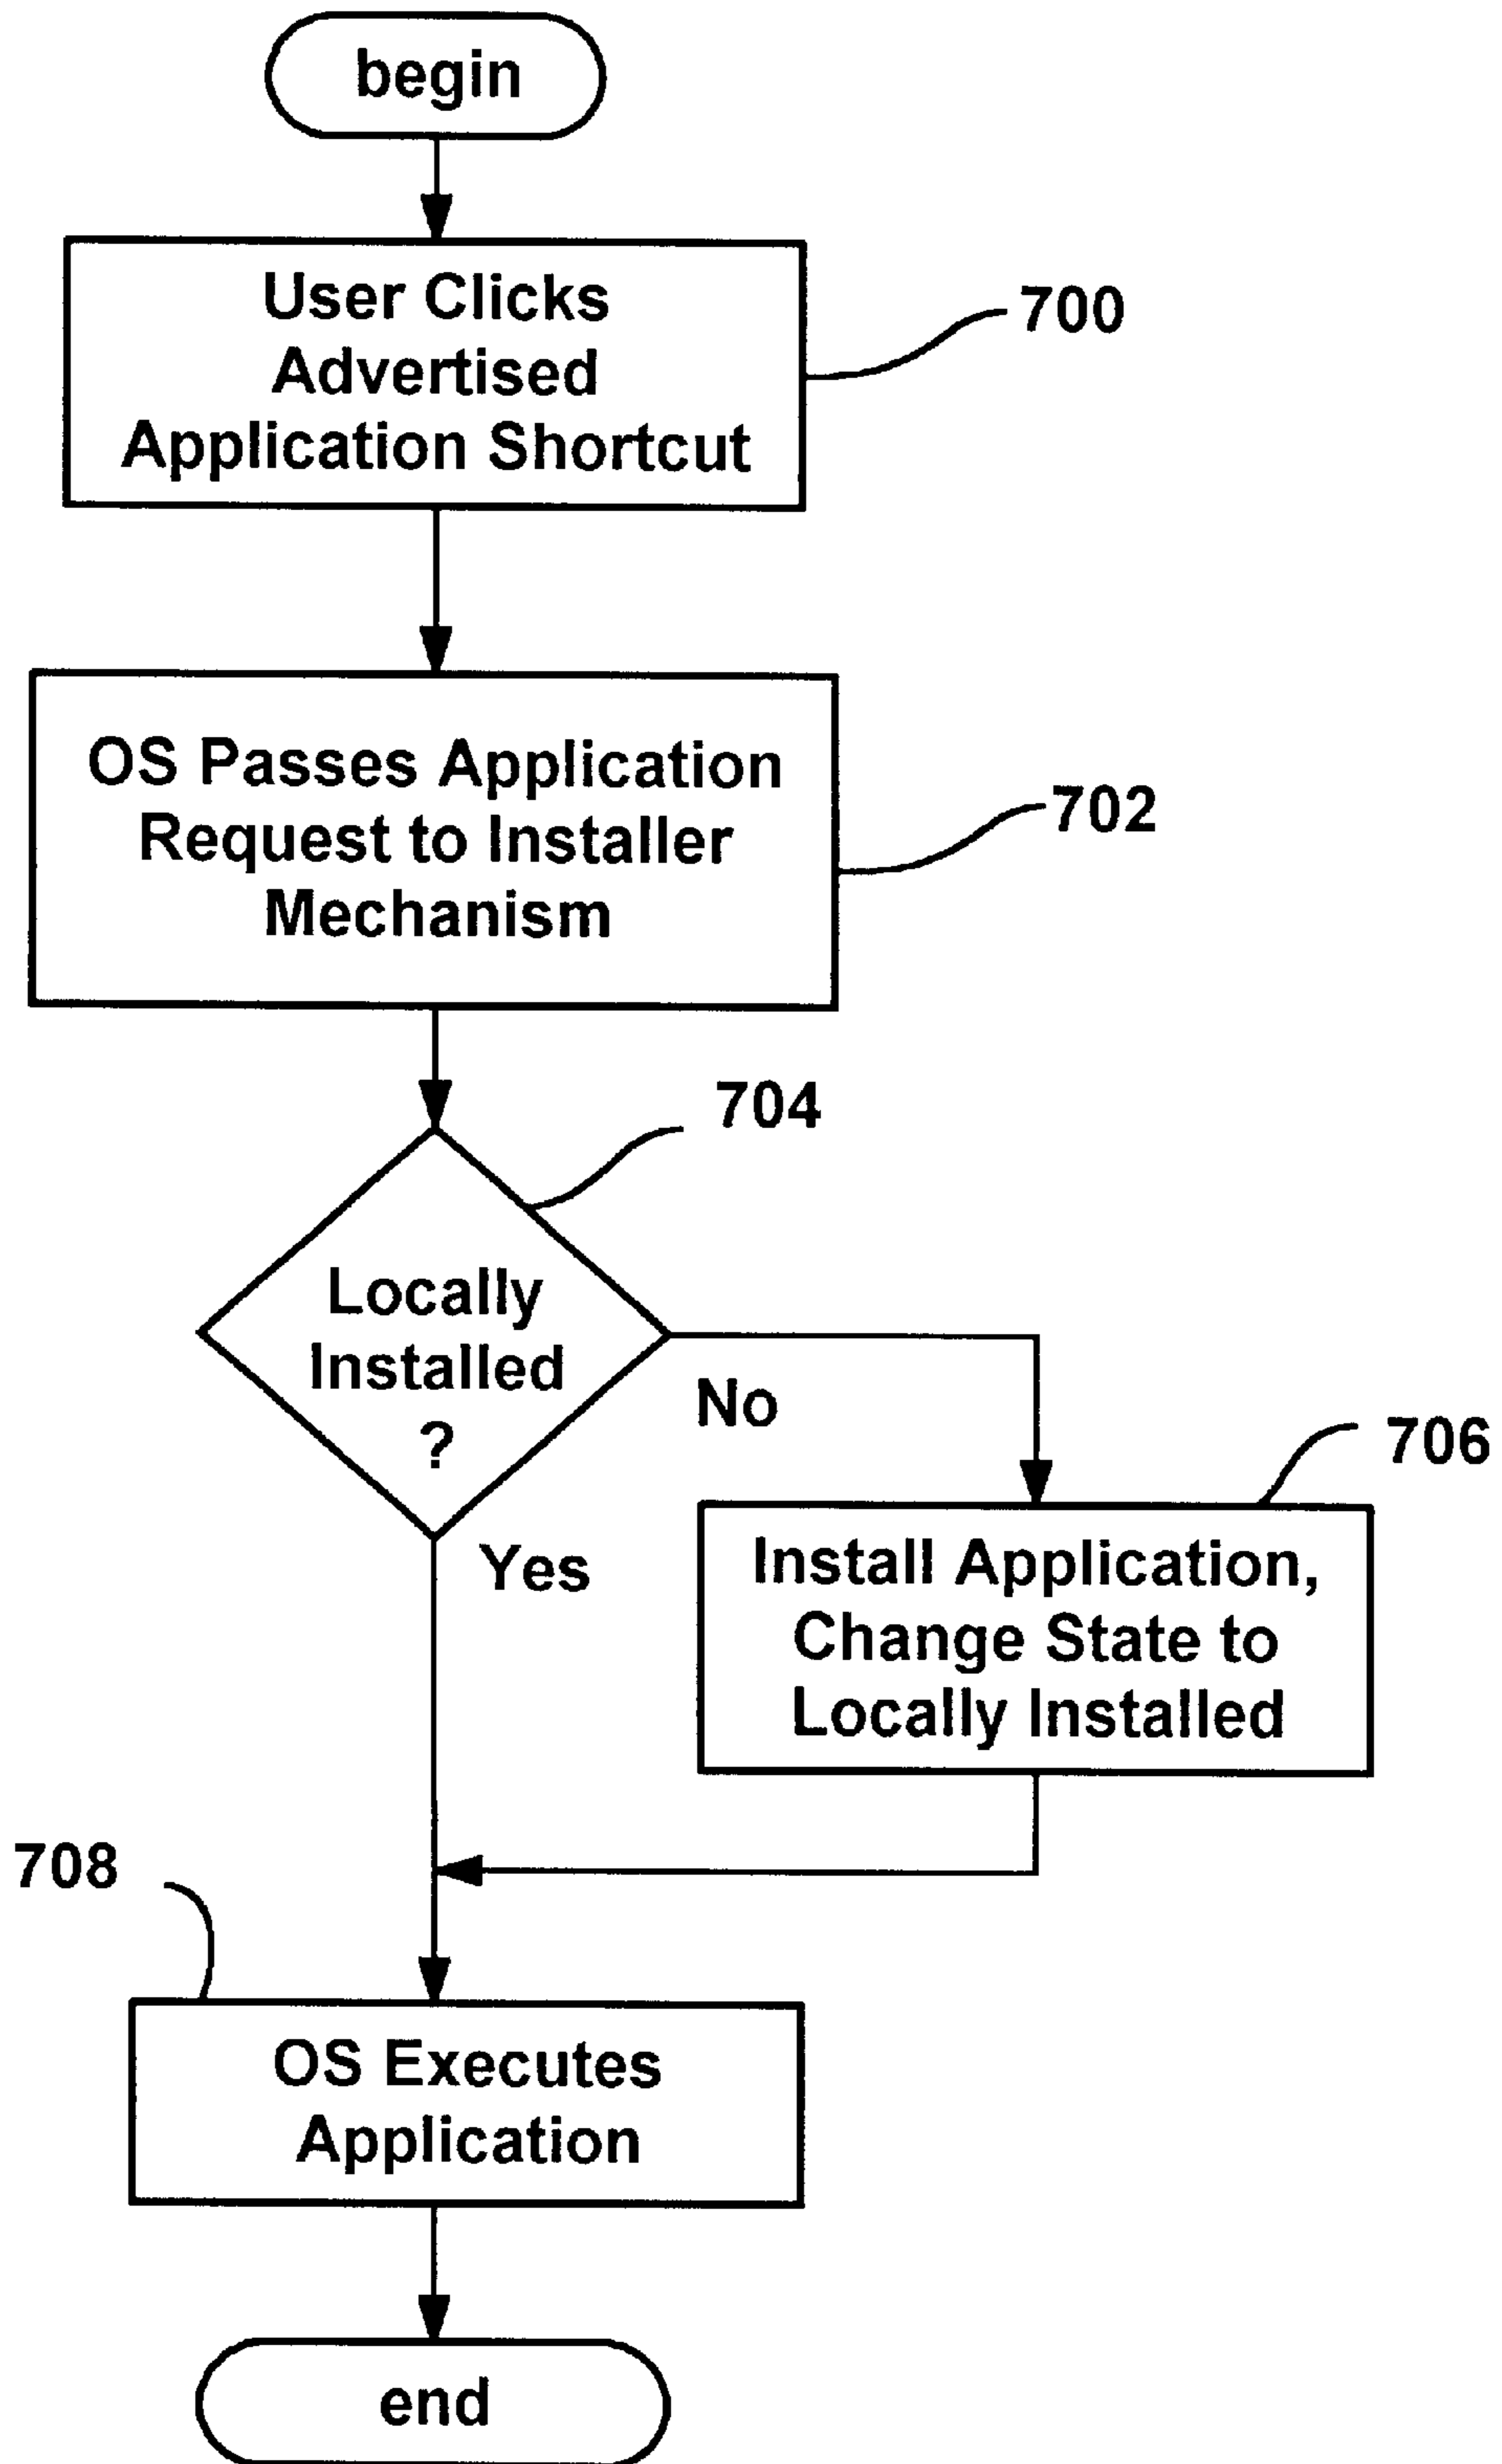 begin
User Clicks
Advertised
Application Shortcut
700
OS Passes Application
Request to Installer
Mechanism
702
704
Locally
Installed
?
No
Yes
706
Install Application,
Change State to
Locally Installed
708
OS Executes
Application
end